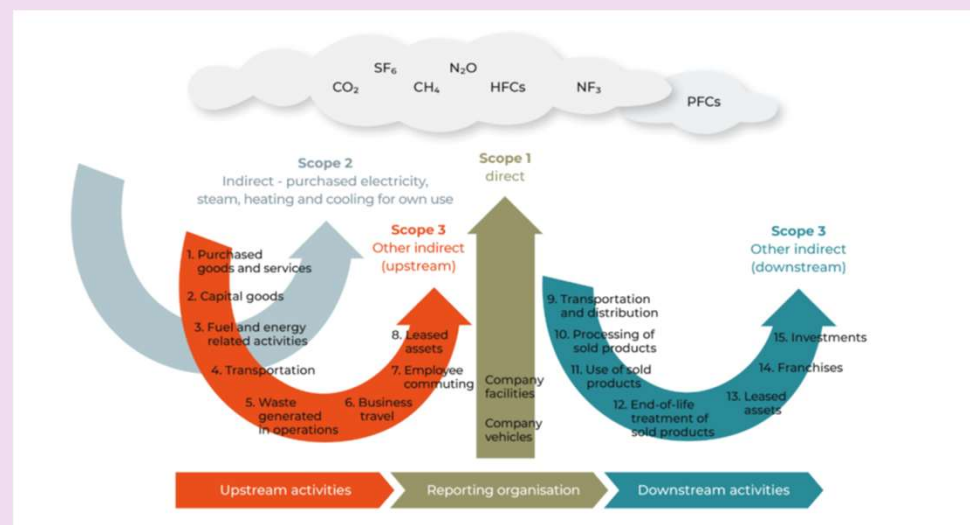 SF₆
N₂O
CO₂
CH₄
HFCs
NF₃
PFCs
Scope 2
Indirect - purchased electricity,
steam, heating and cooling for own use
Scope 1
direct
Scope 3
Other indirect
(upstream)
Scope 3
Other indirect
(downstream)
1. Purchased
goods and services
2. Capital goods
3. Fuel and energy
related activities
4. Transportation
5. Waste
generated
in operations
6. Business
travel
7. Employee
commuting
8. Leased
assets
Company
facilities
Company
vehicles
9. Transportation
and distribution
10. Processing of
sold products
11. Use of sold
products
12. End-of-life
treatment of
sold products
13. Leased
assets
14. Franchises
15. Investments
Upstream activities
Reporting organisation
Downstream activities